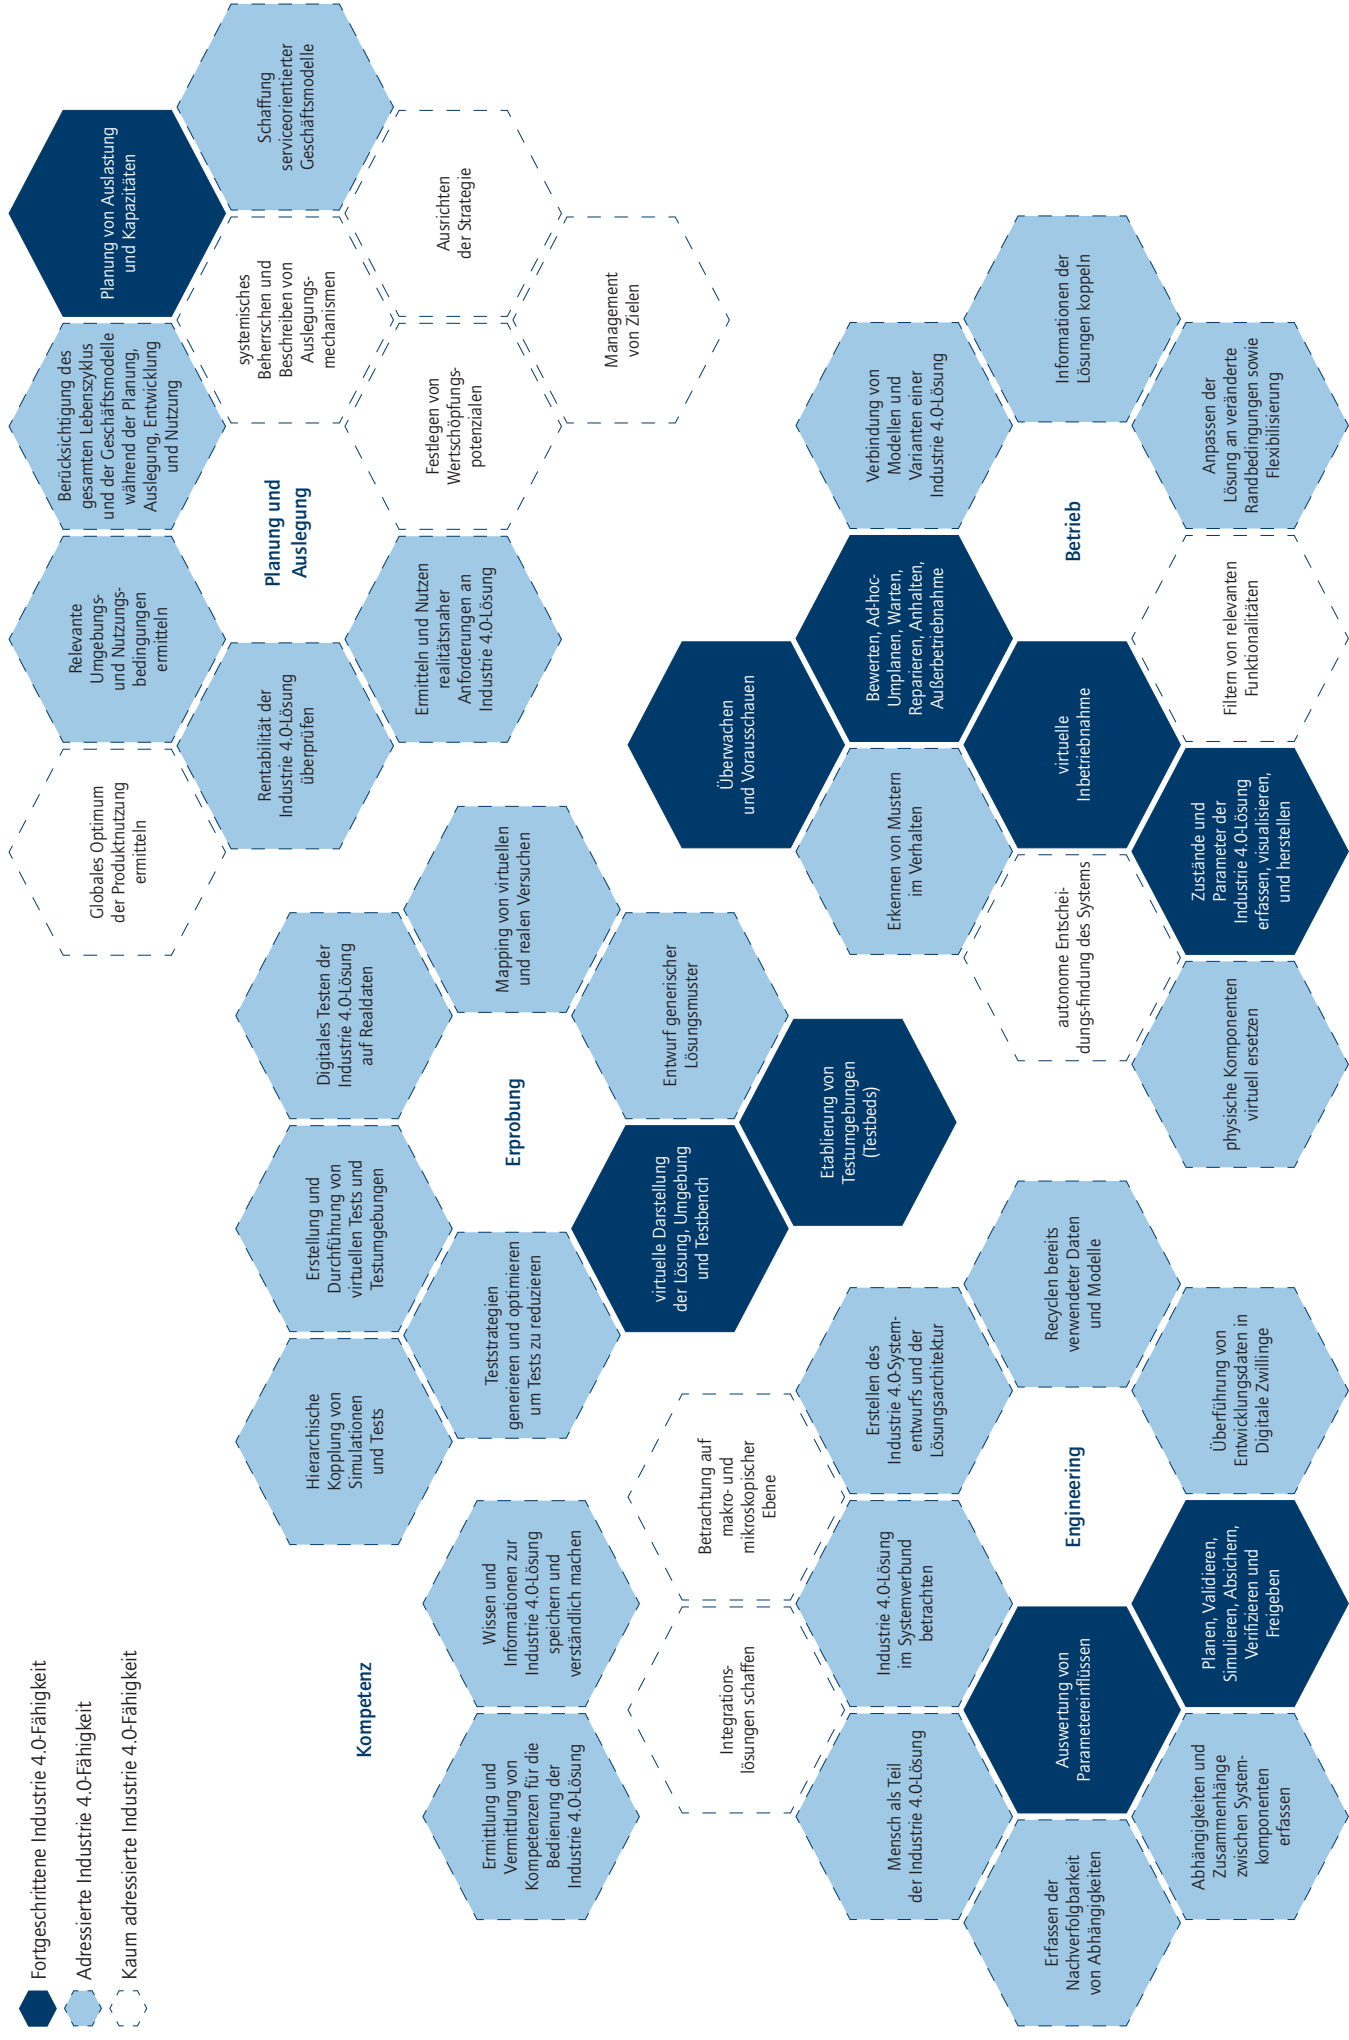 Fortgeschrittene Industrie 4.0-Fähigkeit
Adressierte Industrie 4.0-Fähigkeit
Kaum adressierte Industrie 4.0-Fähigkeit
Kompetenz
Ermittlung und
Vermittlung von
Kompetenzen für die
Bedienung der
Industrie 4.0-Lösung
Wissen und
Informationen zur
Industrie 4.0-Lösung
speichern und
verständlich machen
Erprobung
Hierarchische
Kopplung von
Simulationen
und Tests
Erstellung und
Durchführung von
virtuellen Tests und
Testumgebungen
Digitales Testen der
Industrie 4.0-Lösung
auf Realdaten
Teststrategien
generieren und optimieren
um Tests zu reduzieren
Mapping von virtuellen
und realen Versuchen
virtuelle Darstellung
der Lösung, Umgebung
und Testbench
Entwurf generischer
Lösungsmuster
Etablierung von
Testumgebungen
(Testbeds)
Planung und
Auslegung
Globales Optimum
der Produktnutzung
ermitteln
Relevante
Umgebungs-
und Nutzungs-
bedingungen
ermitteln
Berücksichtigung des
gesamten Lebenszyklus
und der Geschäftsmodelle
während der Planung,
Auslegung, Entwicklung
und Nutzung
Planung von Auslastung
und Kapazitäten
Rentabilität der
Industrie 4.0-Lösung
überprüfen
systemisches
Beherrschen und
Beschreiben von
Auslegungs-
mechanismen
Schaffung
serviceorientierter
Geschäftsmodelle
Ermitteln und Nutzen
realitätsnaher
Anforderungen an
Industrie 4.0-Lösung
Festlegen von
Wertschöpfungs-
potenzialen
Ausrichten
der Strategie
Management
von Zielen
Engineering
Integrations-
lösungen schaffen
Betrachtung auf
makro- und
mikroskopischer
Ebene
Mensch als Teil
der Industrie 4.0-Lösung
Industrie 4.0-Lösung
im Systemverbund
betrachten
Erstellen des
Industrie 4.0-System-
entwurfs und der
Lösungsarchitektur
Erfassen der
Nachverfolgbarkeit
von Abhängigkeiten
Auswertung von
Parametereinflüssen
Recyclen bereits
verwendeter Daten
und Modelle
Abhängigkeiten und
Zusammenhänge
zwischen System-
komponenten
erfassen
Planen, Validieren,
Simulieren, Absichern,
Verifizieren und
Freigeben
Überführung von
Entwicklungsdaten in
Digitale Zwillinge
Betrieb
Überwachen
und Vorausschauen
Erkennen von Mustern
im Verhalten
Bewerten, Ad-hoc-
Umplanen, Warten,
Reparieren, Anhalten,
Außerbetriebnahme
Verbindung von
Modellen und
Varianten einer
Industrie 4.0-Lösung
autonome Entschei-
dungs-findung des Systems
virtuelle
Inbetriebnahme
Informationen der
Lösungen koppeln
physische Komponenten
virtuell ersetzen
Zustände und
Parameter der
Industrie 4.0-Lösung
erfassen, visualisieren,
und herstellen
Filtern von relevanten
Funktionalitäten
Anpassen der
Lösung an veränderte
Randbedingungen sowie
Flexibilisierung